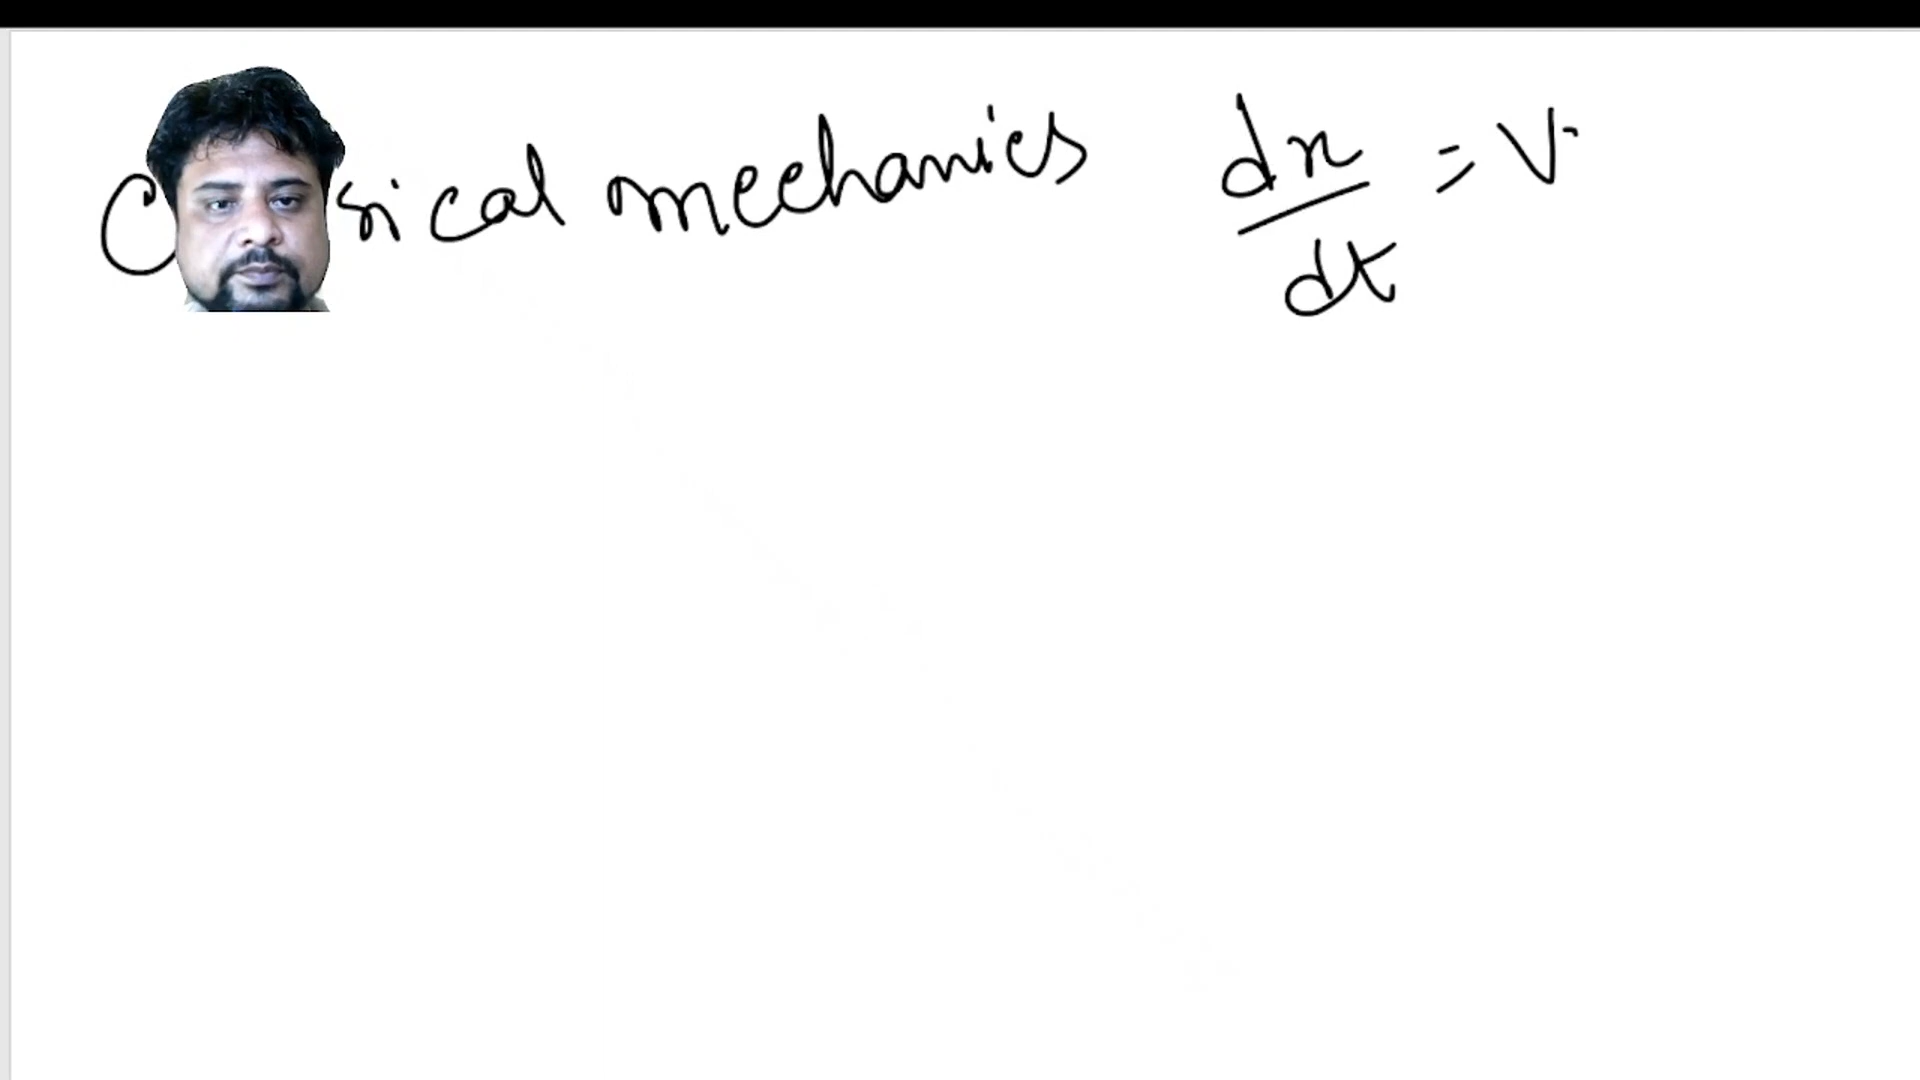 C sical mechanics dx/dt = V